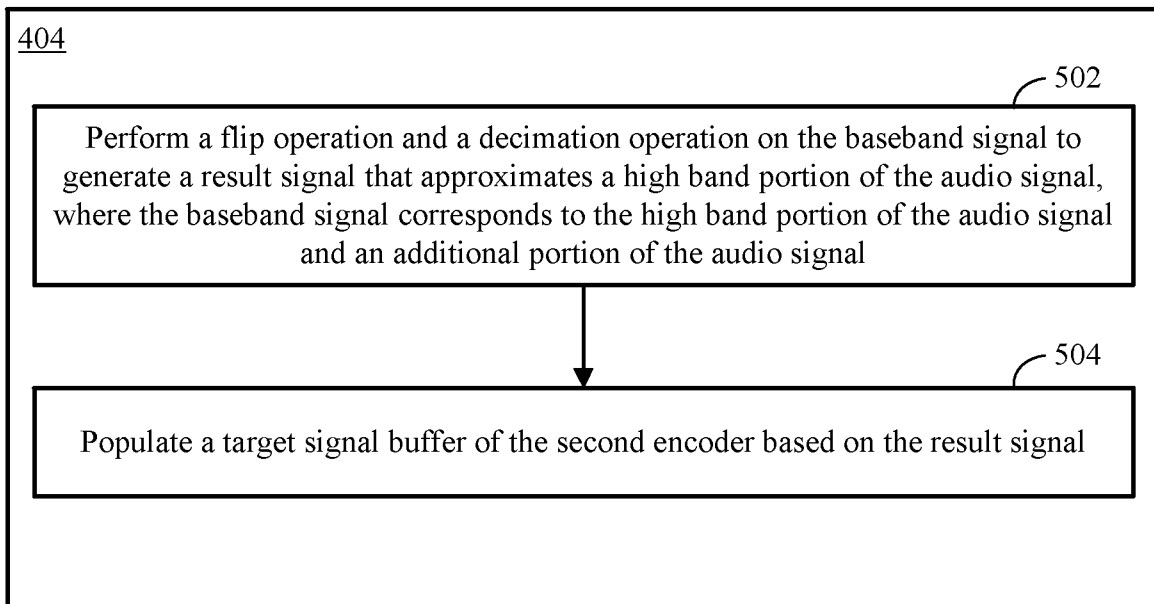 404
502
Perform a flip operation and a decimation operation on the baseband signal to
generate a result signal that approximates a high band portion of the audio signal,
where the baseband signal corresponds to the high band portion of the audio signal
and an additional portion of the audio signal
504
Populate a target signal buffer of the second encoder based on the result signal